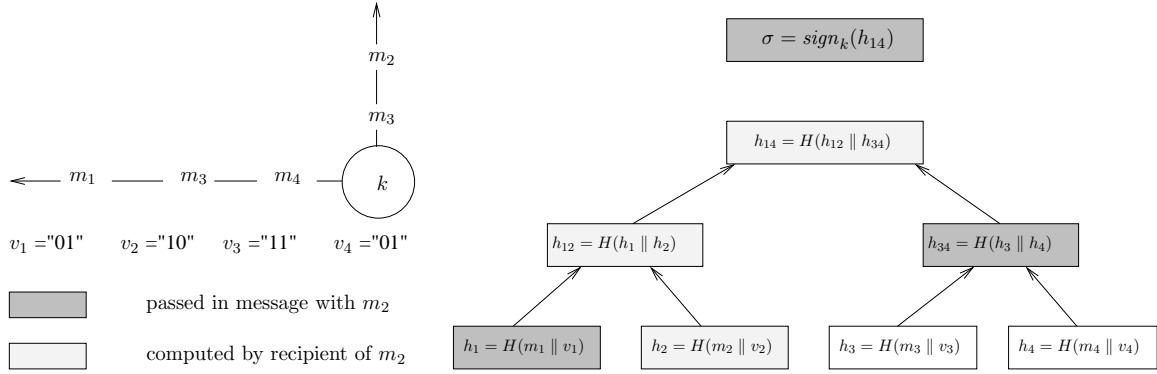 m₂
m₃
m₁ m₃ m₄ k
v₁ ="01" v₂ ="10" v₃ ="11" v₄ ="01"
passed in message with m₂
computed by recipient of m₂
σ = signₖ(h₁₄)
h₁₄ = H(h₁₂ ∥ h₃₄)
h₁₂ = H(h₁ ∥ h₂) h₃₄ = H(h₃ ∥ h₄)
h₁ = H(m₁ ∥ v₁) h₂ = H(m₂ ∥ v₂) h₃ = H(m₃ ∥ v₃) h₄ = H(m₄ ∥ v₄)